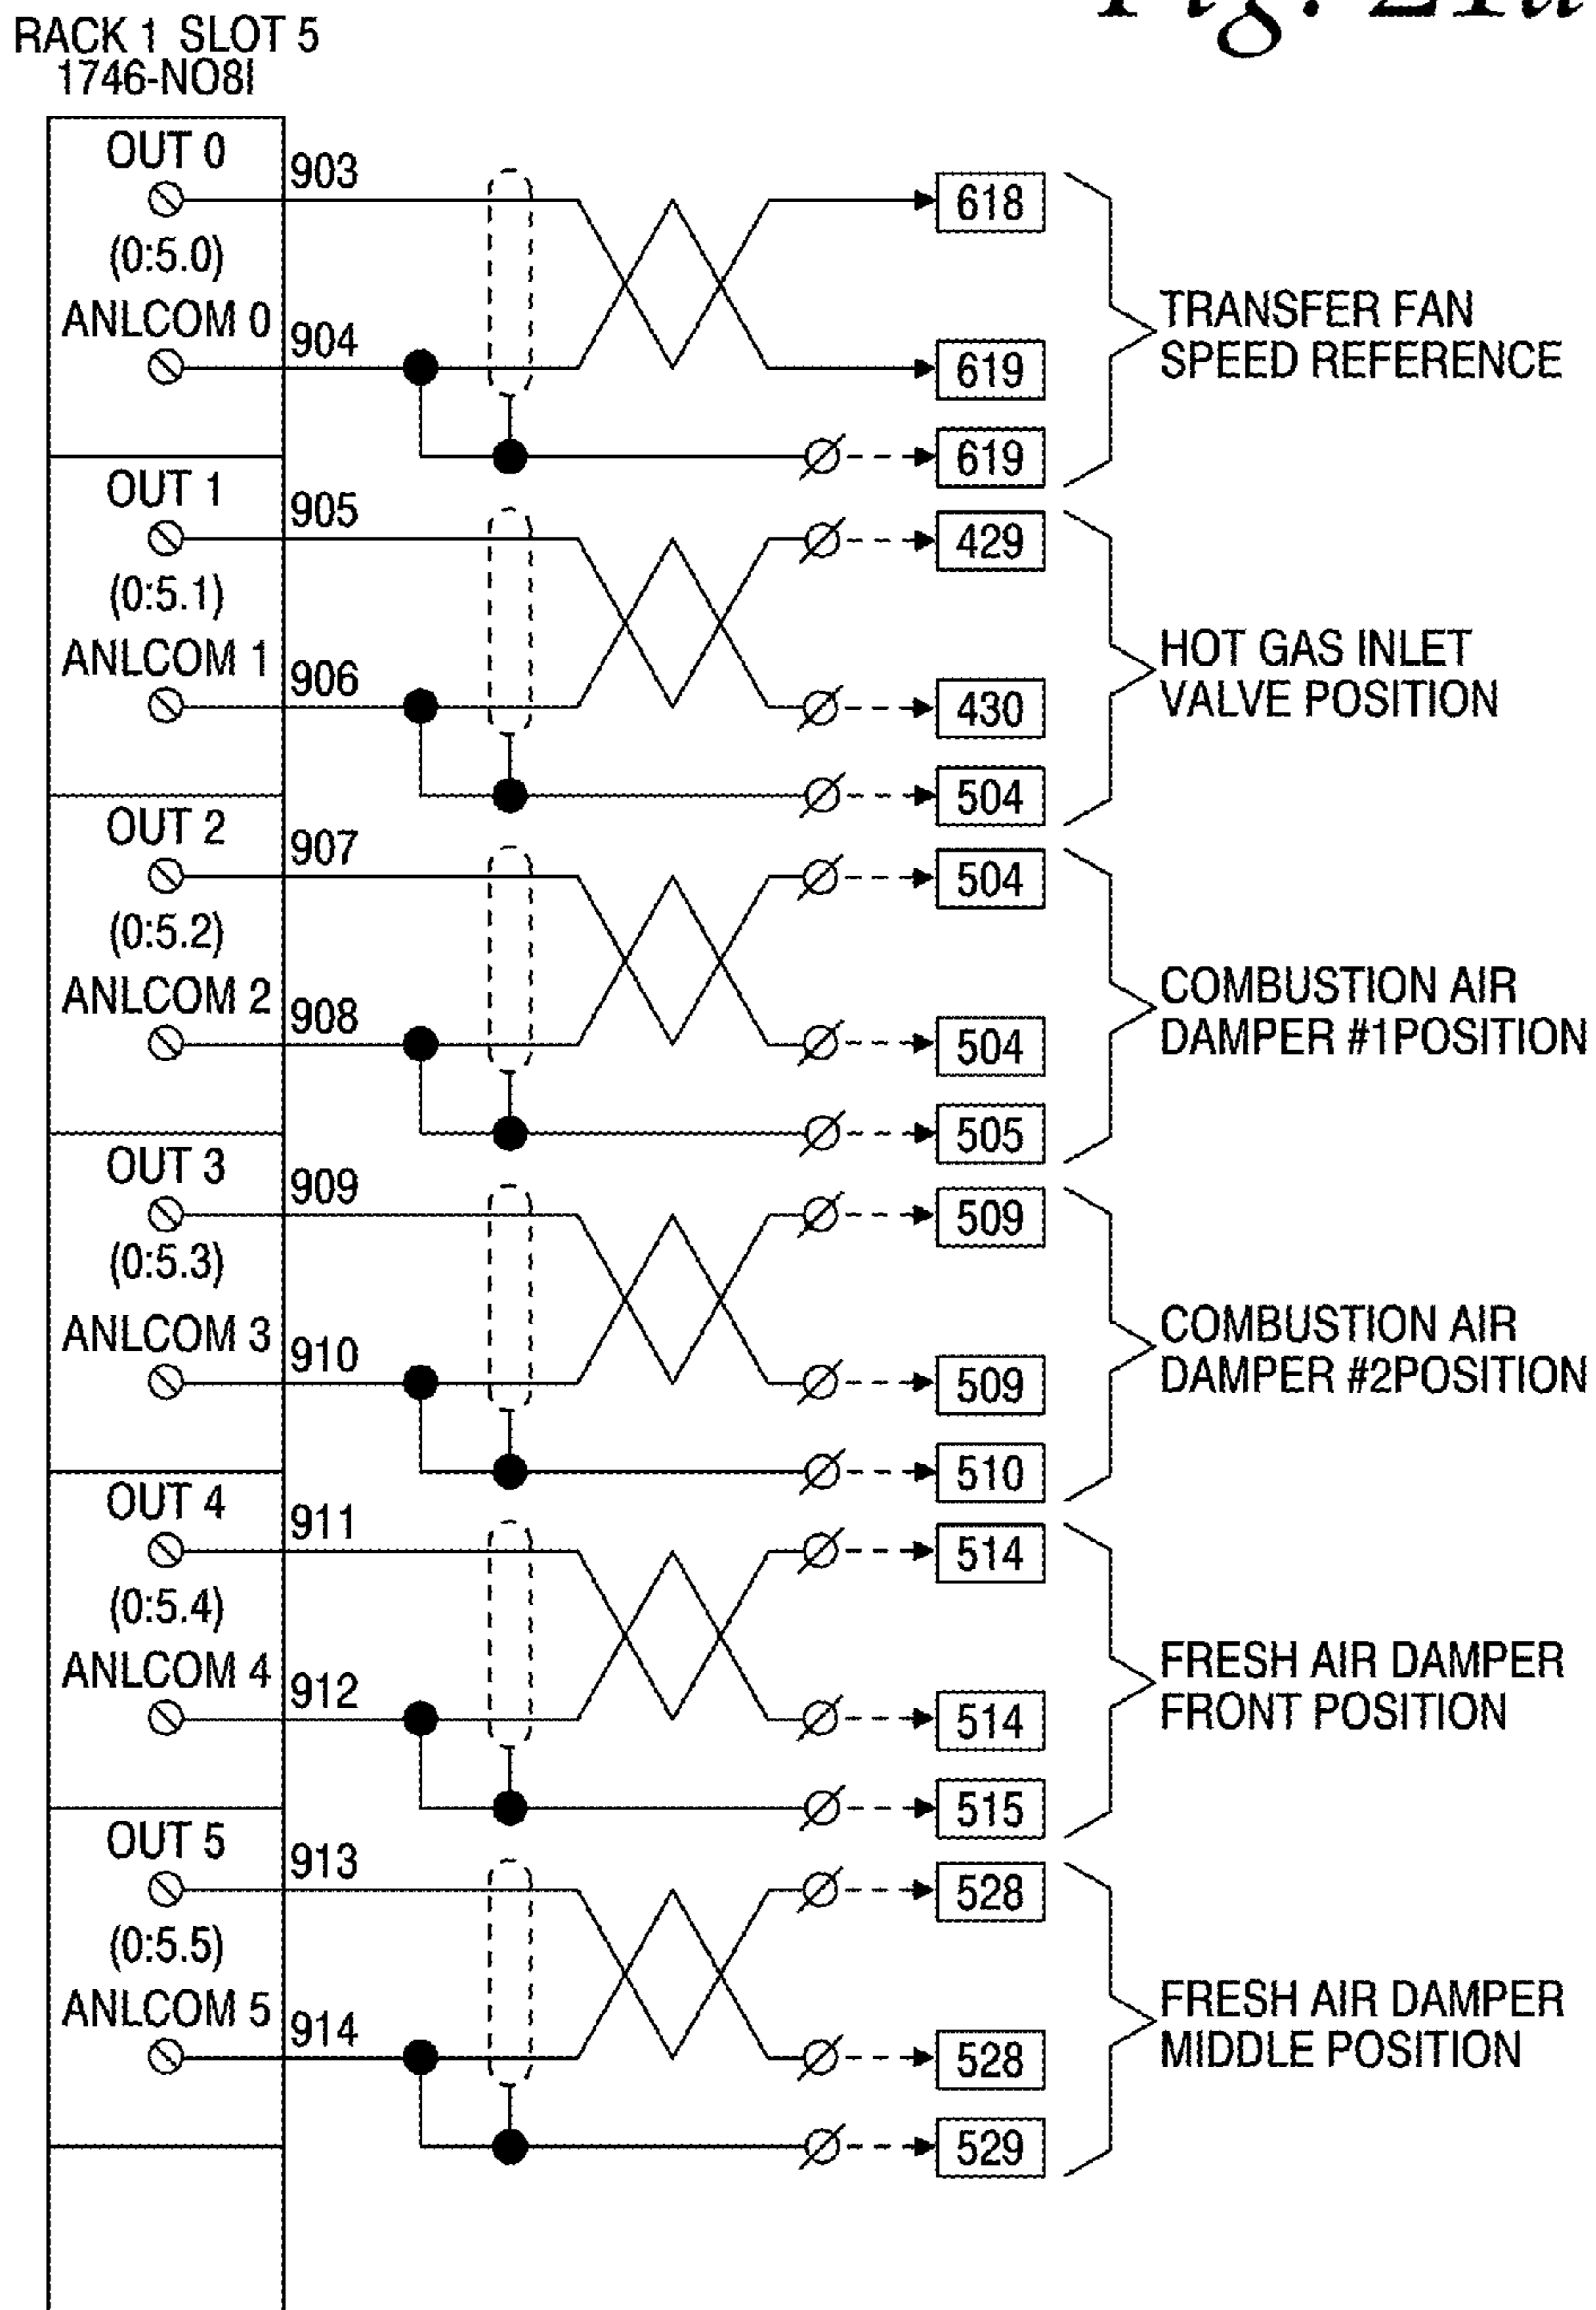 Fig. 21a
RACK 1 SLOT 5
1746-NO8I
OUT 0
903
618
(0:5.0)
ANLCOM 0
904
619
619
TRANSFER FAN
SPEED REFERENCE
OUT 1
905
429
(0:5.1)
ANLCOM 1
906
430
504
HOT GAS INLET
VALVE POSITION
OUT 2
907
504
(0:5.2)
ANLCOM 2
908
504
505
COMBUSTION AIR
DAMPER #1POSITION
OUT 3
909
509
(0:5.3)
ANLCOM 3
910
509
510
COMBUSTION AIR
DAMPER #2POSITION
OUT 4
911
514
(0:5.4)
ANLCOM 4
912
514
515
FRESH AIR DAMPER
FRONT POSITION
OUT 5
913
528
(0:5.5)
ANLCOM 5
914
528
529
FRESH AIR DAMPER
MIDDLE POSITION